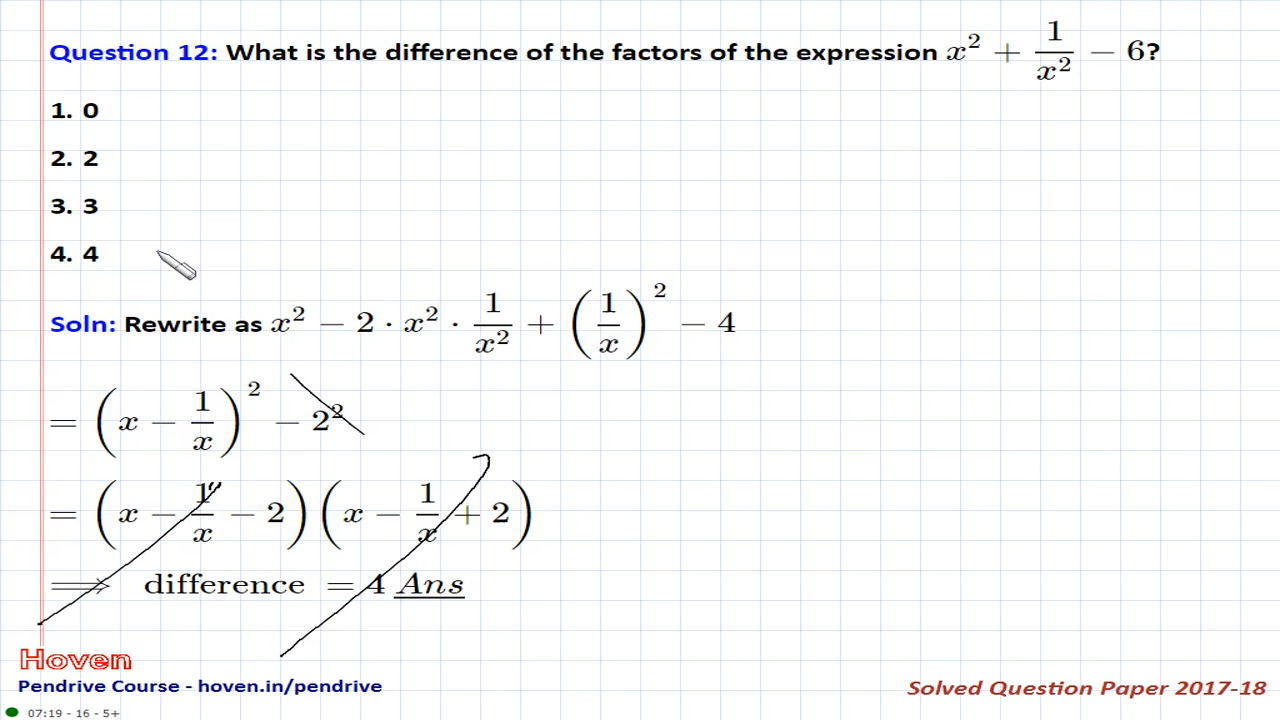 Question 12: What is the difference of the factors of the expression x² + 1/x² − 6?
1. 0
2. 2
3. 3
4. 4
Soln: Rewrite as x² − 2 · x² · 1/x² + (1/x)² − 4
= (x − 1/x)² − 2²
= (x − 1/x − 2)(x − 1/x + 2)
⟹ difference = 4 Ans
Hoven
Pendrive Course - hoven.in/pendrive
Solved Question Paper 2017-18
07:19 - 16 - 5+